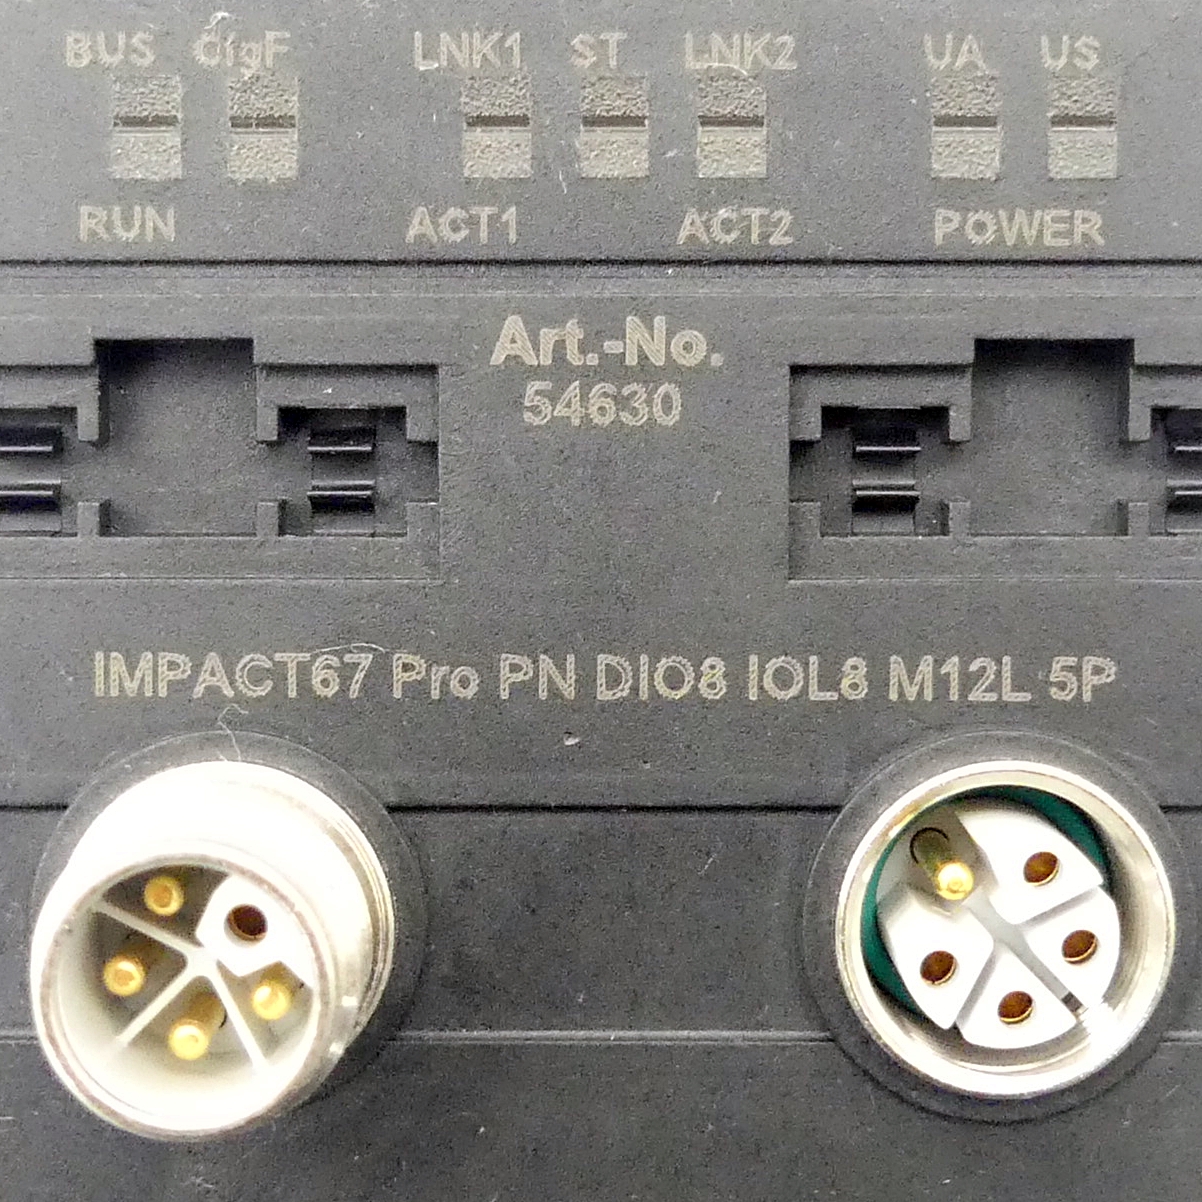 BUS CfgF LNK1 ST LNK2 UA US
RUN ACT1 ACT2 POWER
Art.-No.
54630
IMPACT67 Pro PN DIO8 IOL8 M12L 5P